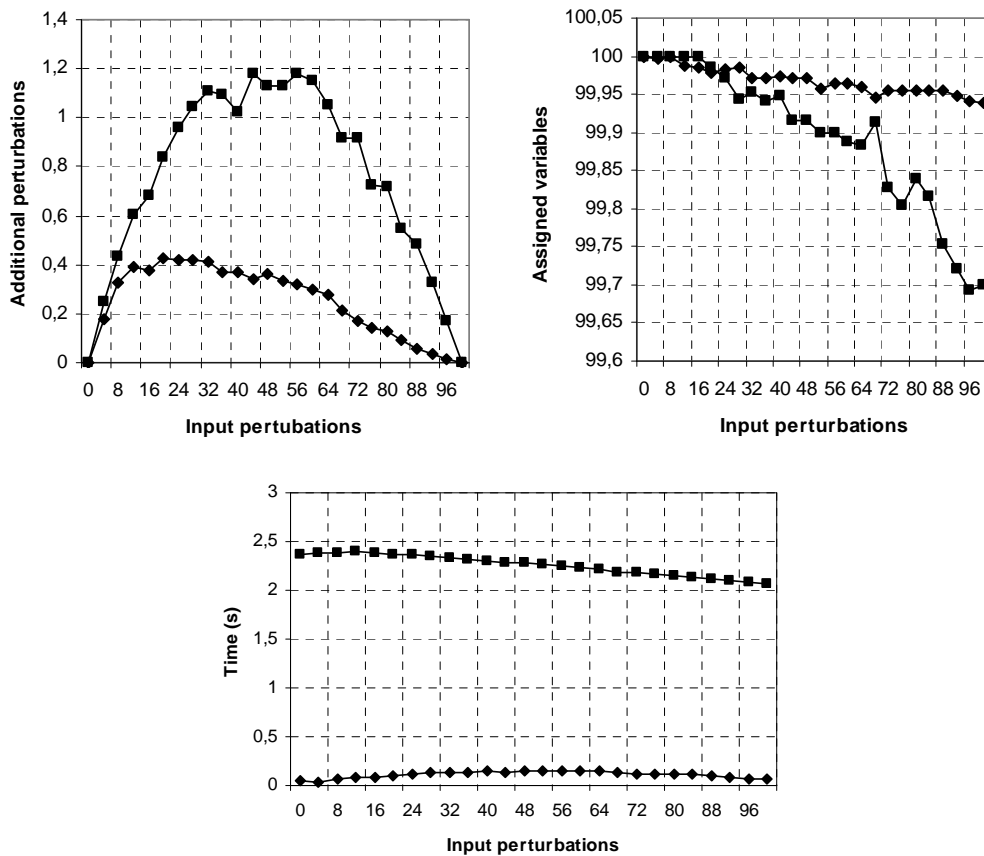 1,4
1,2
1
0,8
0,6
0,4
0,2
0
Additional perturbations
0 8 16 24 32 40 48 56 64 72 80 88 96
Input pertubations
100,05
100
99,95
99,9
99,85
99,8
99,75
99,7
99,65
99,6
Assigned variables
0 8 16 24 32 40 48 56 64 72 80 88 96
Input perturbations
3
2,5
2
1,5
1
0,5
0
Time (s)
0 8 16 24 32 40 48 56 64 72 80 88 96
Input perturbations